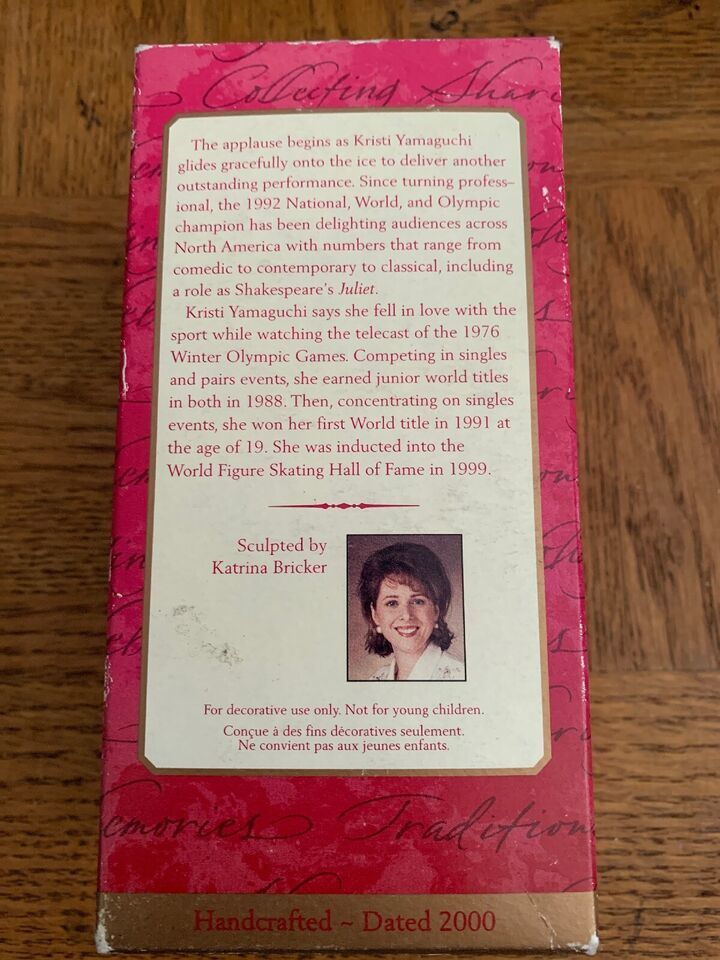 Collecting Shar
The applause begins as Kristi Yamaguchi
glides gracefully onto the ice to deliver another
outstanding performance. Since turning profess–
ional, the 1992 National, World, and Olympic
champion has been delighting audiences across
North America with numbers that range from
comedic to contemporary to classical, including
a role as Shakespeare's Juliet.
Kristi Yamaguchi says she fell in love with the
sport while watching the telecast of the 1976
Winter Olympic Games. Competing in singles
and pairs events, she earned junior world titles
in both in 1988. Then, concentrating on singles
events, she won her first World title in 1991 at
the age of 19. She was inducted into the
World Figure Skating Hall of Fame in 1999.
Sculpted by
Katrina Bricker
For decorative use only. Not for young children.
Conçue à des fins décoratives seulement.
Ne convient pas aux jeunes enfants.
emories Tradition
Handcrafted ~ Dated 2000